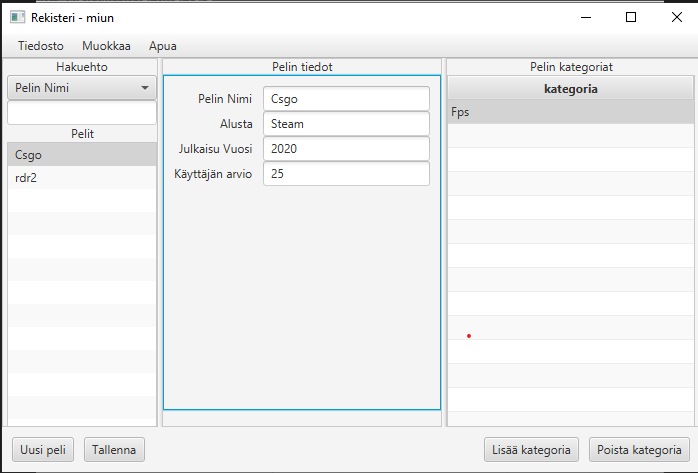 Rekisteri - miun
Tiedosto Muokkaa Apua
Hakuehto
Pelin Nimi
Pelit
Csgo
rdr2
Pelin tiedot
Pelin Nimi Csgo
Alusta Steam
Julkaisu Vuosi 2020
Käyttäjän arvio 25
Pelin kategoriat
kategoria
Fps
Uusi peli Tallenna Lisää kategoria Poista kategoria